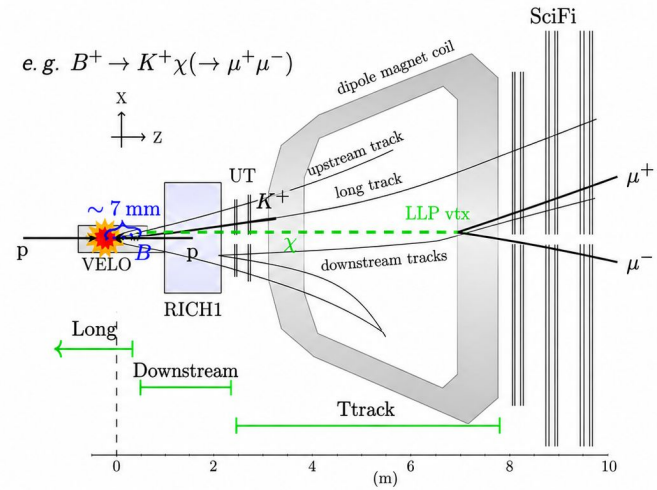 SciFi
e.g. B⁺ → K⁺χ(→ μ⁺μ⁻)
dipole magnet coil
X
Z
upstream track
UT
long track
K⁺
μ⁺
~ 7 mm
LLP vtx
χ
p
B
p
VELO
downstream tracks
μ⁻
RICH1
Long
Downstream
Ttrack
0 2 4 6 8 10
(m)